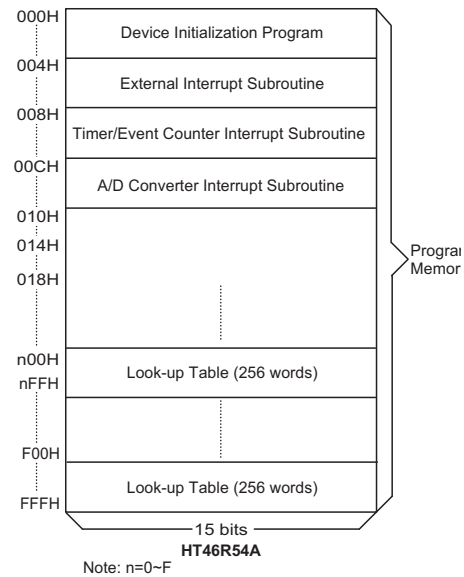 000H
Device Initialization Program
004H
External Interrupt Subroutine
008H
Timer/Event Counter Interrupt Subroutine
00CH
A/D Converter Interrupt Subroutine
010H
014H
018H
Program
Memor
n00H
Look-up Table (256 words)
nFFH
F00H
Look-up Table (256 words)
FFFH
15 bits
HT46R54A
Note: n=0~F